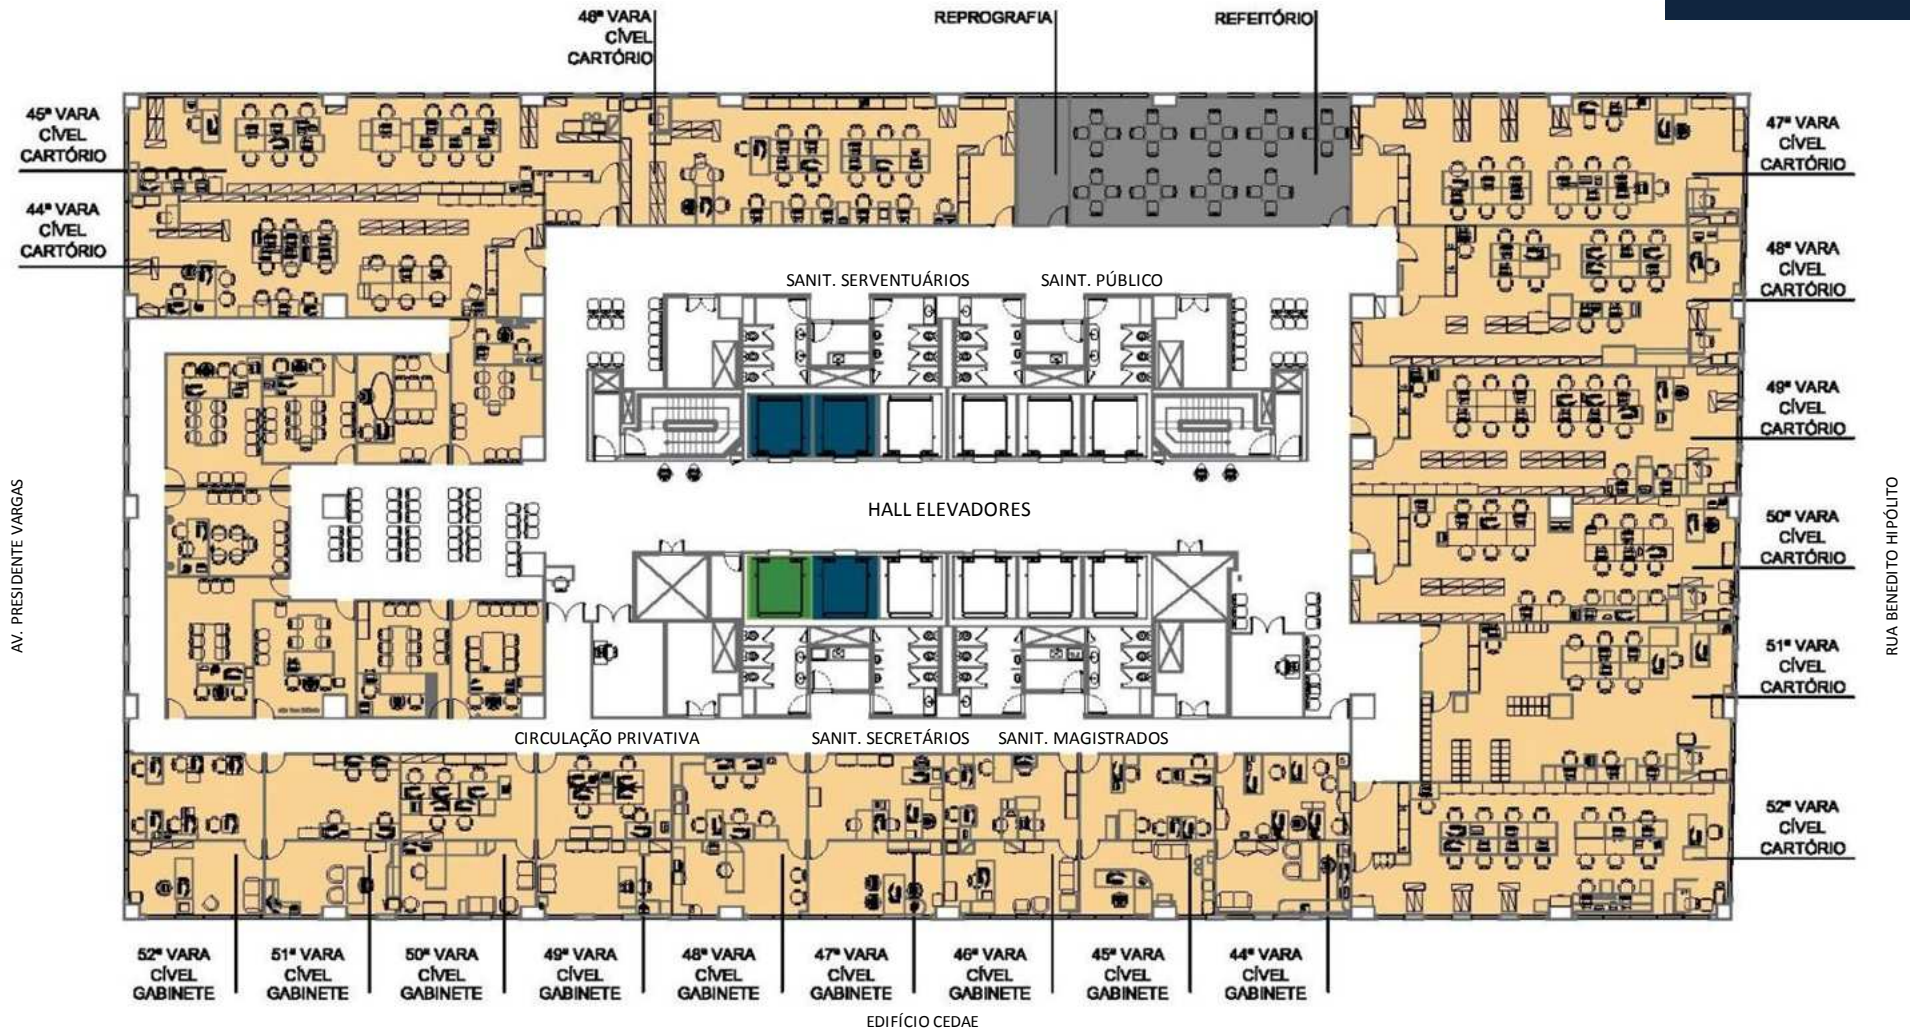 46ª VARA
CÍVEL
CARTÓRIO
REPROGRAFIA
REFEITÓRIO
45ª VARA
CÍVEL
CARTÓRIO
44ª VARA
CÍVEL
CARTÓRIO
47ª VARA
CÍVEL
CARTÓRIO
48ª VARA
CÍVEL
CARTÓRIO
49ª VARA
CÍVEL
CARTÓRIO
50ª VARA
CÍVEL
CARTÓRIO
51ª VARA
CÍVEL
CARTÓRIO
52ª VARA
CÍVEL
CARTÓRIO
SANIT. SERVENTUÁRIOS
SAINT. PÚBLICO
HALL ELEVADORES
AV. PRESIDENTE VARGAS
RUA BENEDITO HIPÓLITO
CIRCULAÇÃO PRIVATIVA
SANIT. SECRETÁRIOS
SANIT. MAGISTRADOS
52ª VARA
CÍVEL
GABINETE
51ª VARA
CÍVEL
GABINETE
50ª VARA
CÍVEL
GABINETE
49ª VARA
CÍVEL
GABINETE
48ª VARA
CÍVEL
GABINETE
47ª VARA
CÍVEL
GABINETE
46ª VARA
CÍVEL
GABINETE
45ª VARA
CÍVEL
GABINETE
44ª VARA
CÍVEL
GABINETE
EDIFÍCIO CEDAE